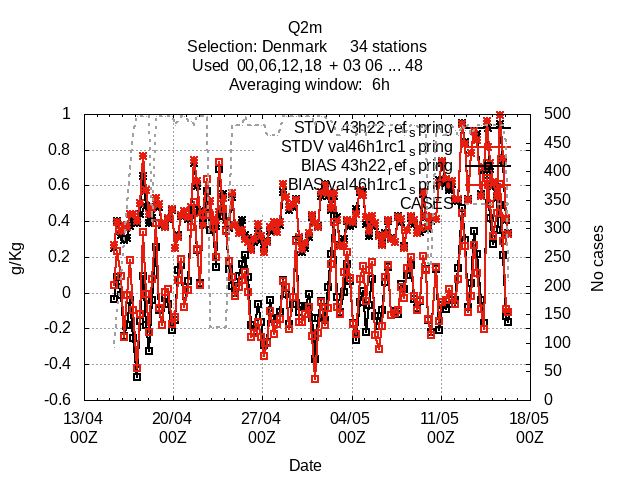 Q2m
Selection: Denmark 34 stations
Used 00,06,12,18 + 03 06 ... 48
Averaging window: 6h
1
0.8
0.6
0.4
0.2
0
-0.2
-0.4
-0.6
g/Kg
500
450
400
350
300
250
200
150
100
50
0
No cases
STDV 43h22_ref_spring
STDV val46h1rc1_spring
BIAS 43h22_ref_spring
BIAS val46h1rc1_spring
CASES
13/04 20/04 27/04 04/05 11/05 18/05
00Z 00Z 00Z 00Z 00Z 00Z
Date